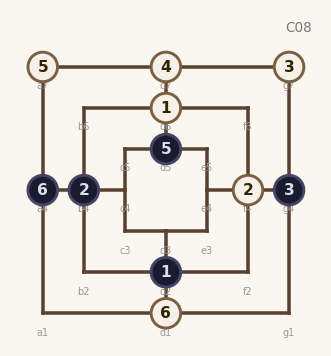 C08
5 4 3
a7 d7 g7
1
b6 d6 f6
5
c5 d5 e5
6 2 2 3
a4 b4 c4 e4 f4 g4
c3 d3 e3
1
b2 d2 f2
6
a1 d1 g1